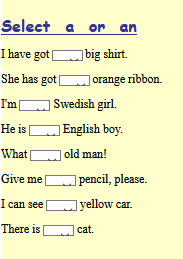 Select a or an
I have got big shirt.
She has got orange ribbon.
I'm Swedish girl.
He is English boy.
What old man!
Give me pencil, please.
I can see yellow car.
There is cat.